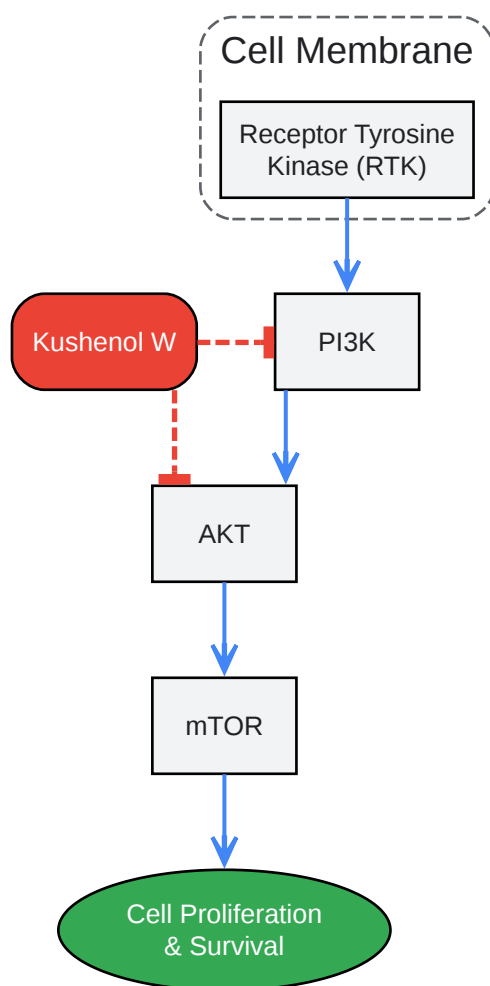 Cell Membrane
Receptor Tyrosine
Kinase (RTK)
Kushenol W
PI3K
AKT
mTOR
Cell Proliferation
& Survival